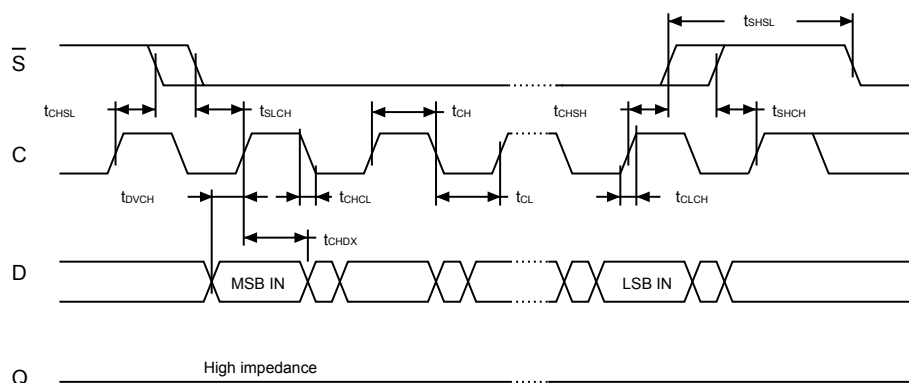 tSHSL
S
tCHSL
tSLCH
tCH
tCHSH
tSHCH
C
tDVCH
tCHCL
tCL
tCLCH
tCHDX
D
MSB IN
LSB IN
High impedance
Q